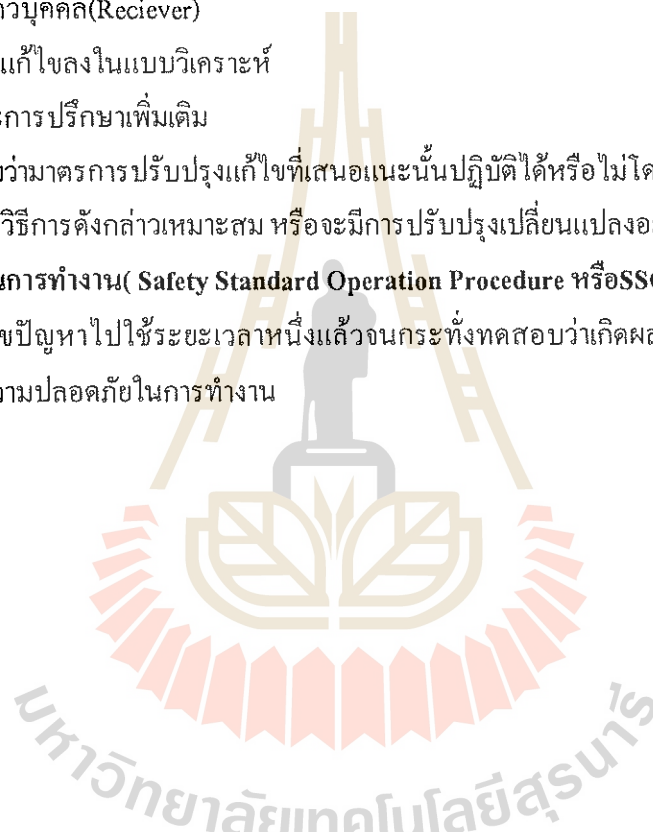 าวบุคคล(Reciever)
แก้ไขลงในแบบวิเคราะห์
ะการปรึกษาเพิ่มเติม
งว่ามาตรการปรับปรุงแก้ไขที่เสนอแนะนั้นปฏิบัติได้หรือไม่โด
วิธีการดังกล่าวเหมาะสม หรือจะมีการปรับปรุงเปลี่ยนแปลงอะ
นการทำงาน( Safety Standard Operation Procedure หรือSS
ขปัญหาไปใช้ระยะเวลาหนึ่งแล้วจนกระทั่งทดสอบว่าเกิดผล
วามปลอดภัยในการทำงาน
มหาวิทยาลัยเทคโนโลยีสุรนารี